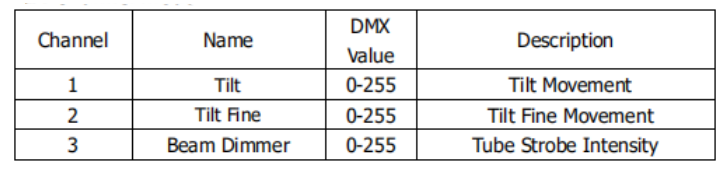 Channel Name DMX Value Description
1 Tilt 0-255 Tilt Movement
2 Tilt Fine 0-255 Tilt Fine Movement
3 Beam Dimmer 0-255 Tube Strobe Intensity